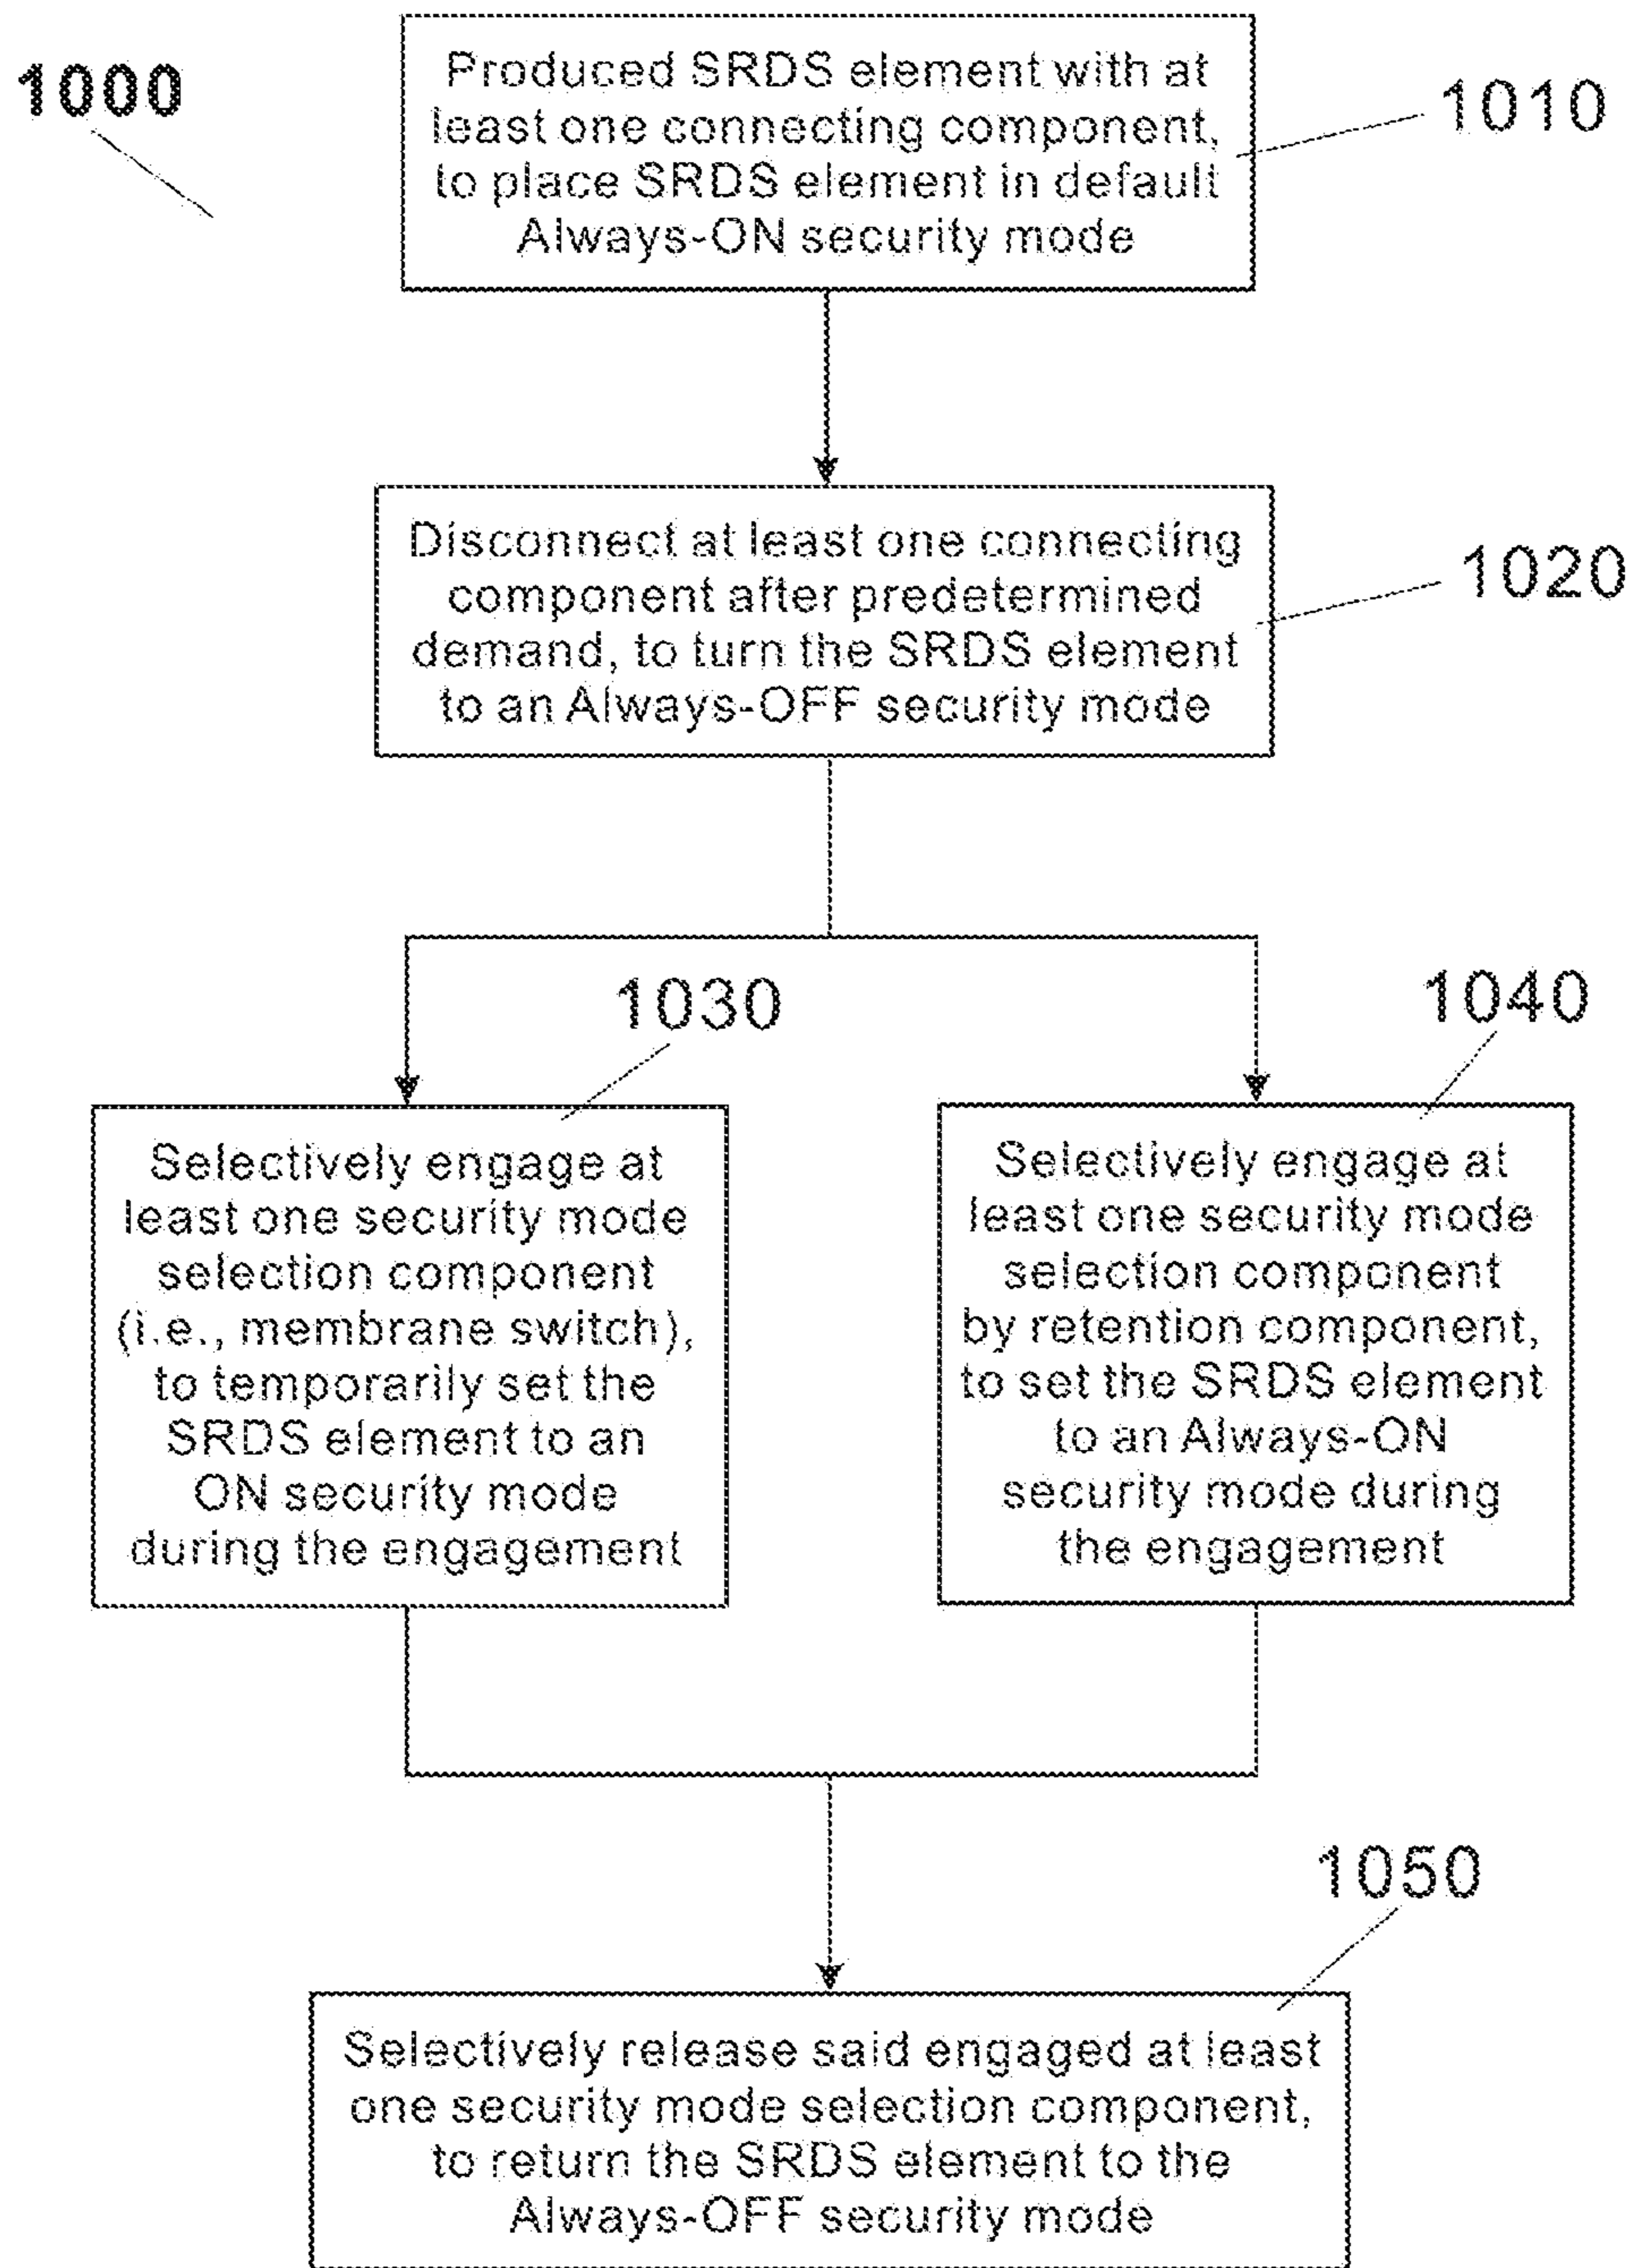 1000
Produced SRDS element with at
least one connecting component,
to place SRDS element in default
Always-ON security mode
1010
Disconnect at least one connecting
component after predetermined
demand, to turn the SRDS element
to an Always-OFF security mode
1020
1030
Selectively engage at
least one security mode
selection component
(i.e., membrane switch),
to temporarily set the
SRDS element to an
ON security mode
during the engagement
1040
Selectively engage at
least one security mode
selection component
by retention component,
to set the SRDS element
to an Always-ON
security mode during
the engagement
1050
Selectively release said engaged at least
one security mode selection component,
to return the SRDS element to the
Always-OFF security mode